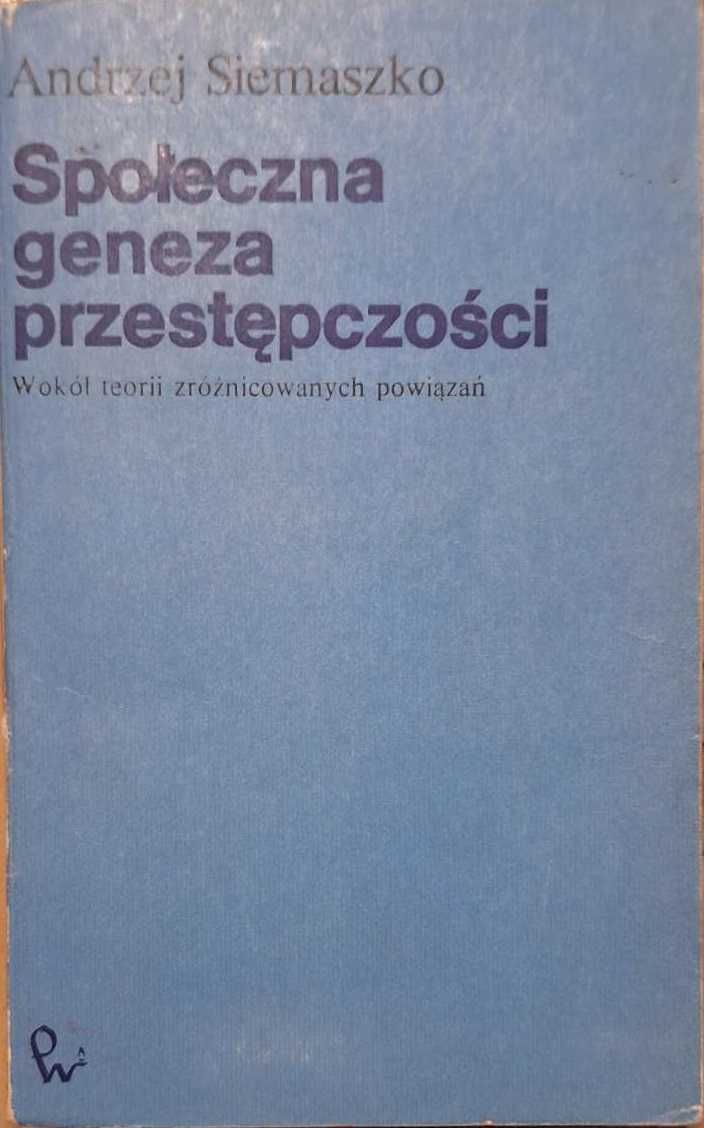 Andrzej Siemaszko
Społeczna
geneza
przestępczości
Wokół teorii zróżnicowanych powiązań